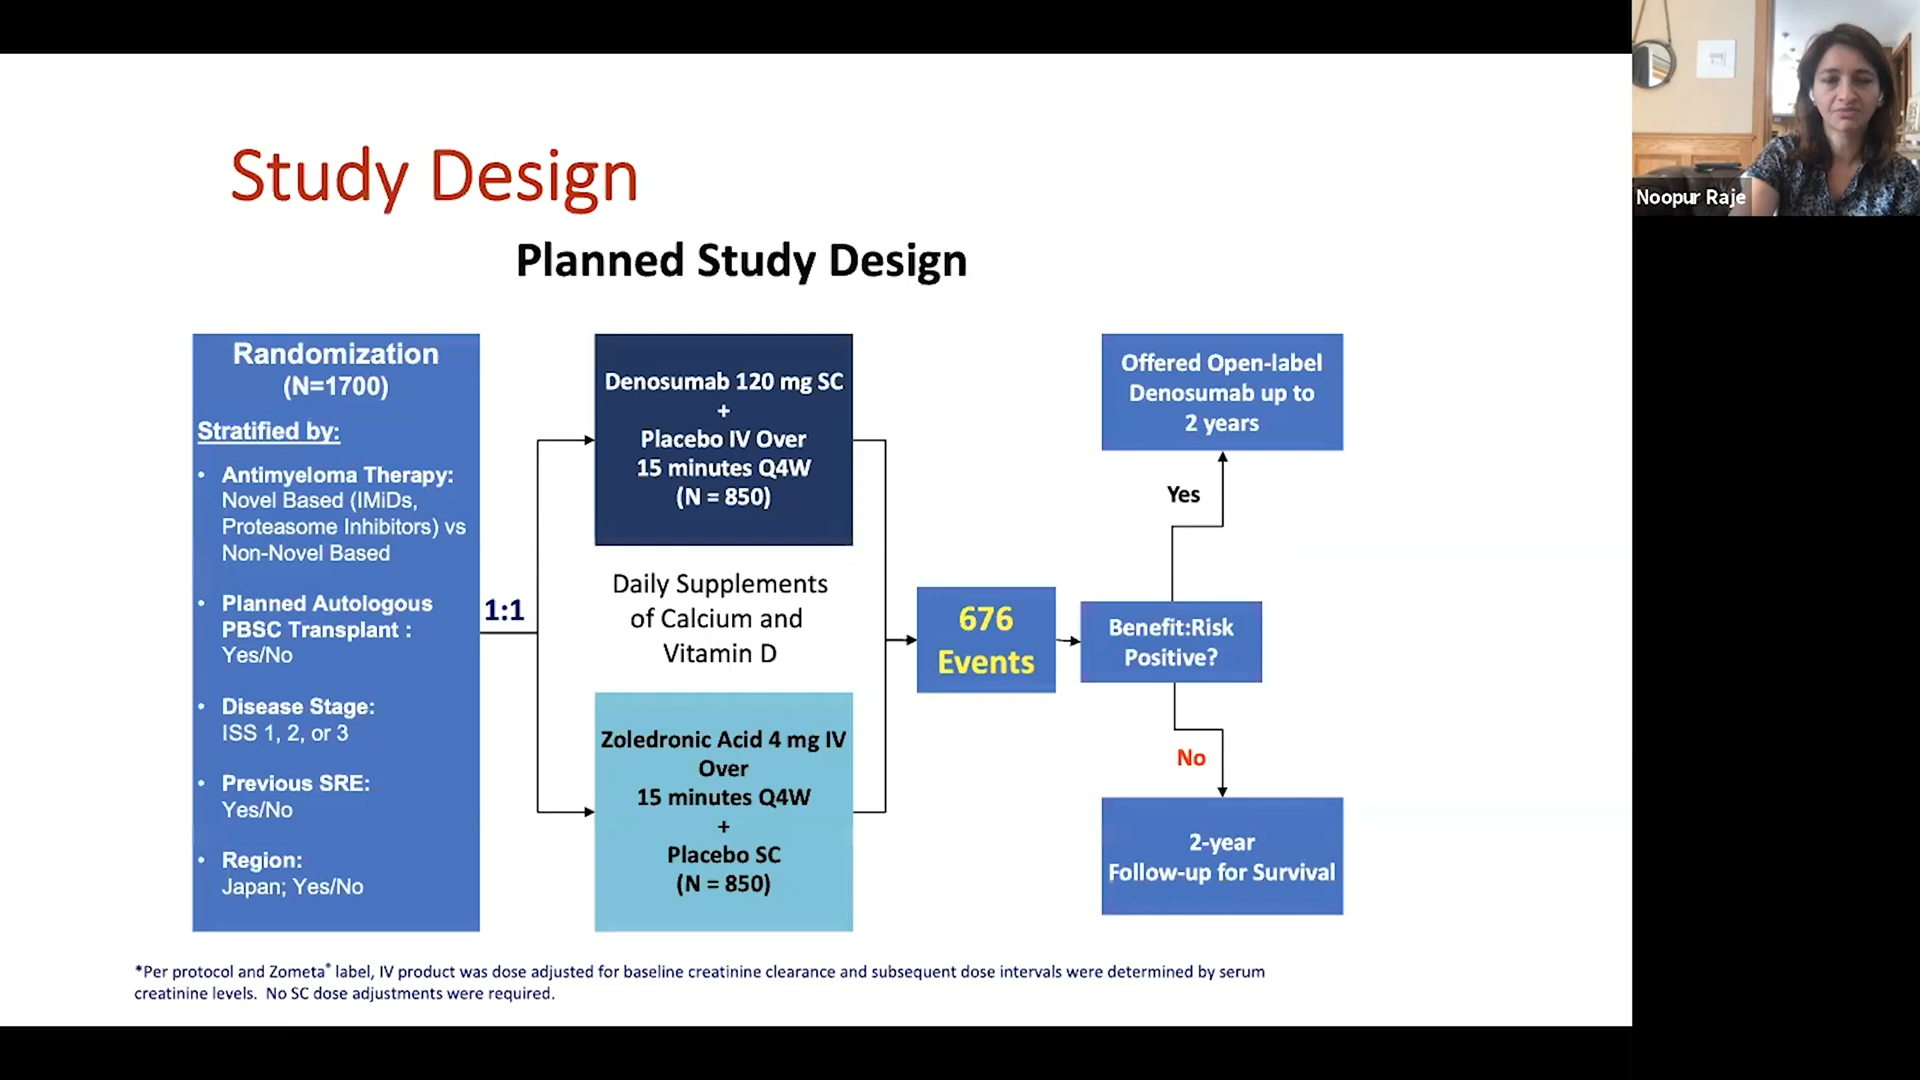 Study Design
Planned Study Design
Randomization
(N=1700)
Stratified by:
• Antimyeloma Therapy:
Novel Based (IMiDs,
Proteasome Inhibitors) vs
Non-Novel Based
• Planned Autologous
PBSC Transplant :
Yes/No
• Disease Stage:
ISS 1, 2, or 3
• Previous SRE:
Yes/No
• Region:
Japan; Yes/No
1:1
Denosumab 120 mg SC
+
Placebo IV Over
15 minutes Q4W
(N = 850)
Daily Supplements
of Calcium and
Vitamin D
Zoledronic Acid 4 mg IV
Over
15 minutes Q4W
+
Placebo SC
(N = 850)
676
Events
Benefit:Risk
Positive?
Yes
Offered Open-label
Denosumab up to
2 years
No
2-year
Follow-up for Survival
*Per protocol and Zometa® label, IV product was dose adjusted for baseline creatinine clearance and subsequent dose intervals were determined by serum
creatinine levels. No SC dose adjustments were required.
Noopur Raje